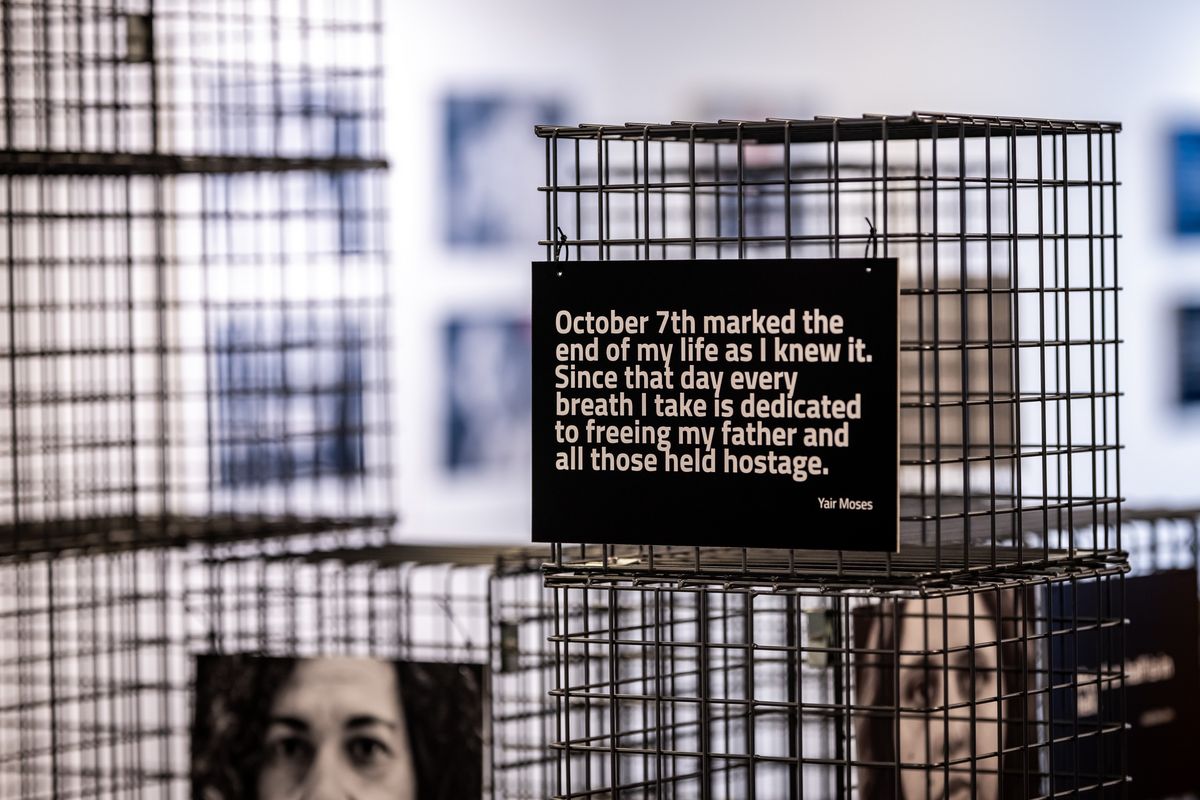 October 7th marked the
end of my life as I knew it.
Since that day every
breath I take is dedicated
to freeing my father and
all those held hostage.
Yair Moses